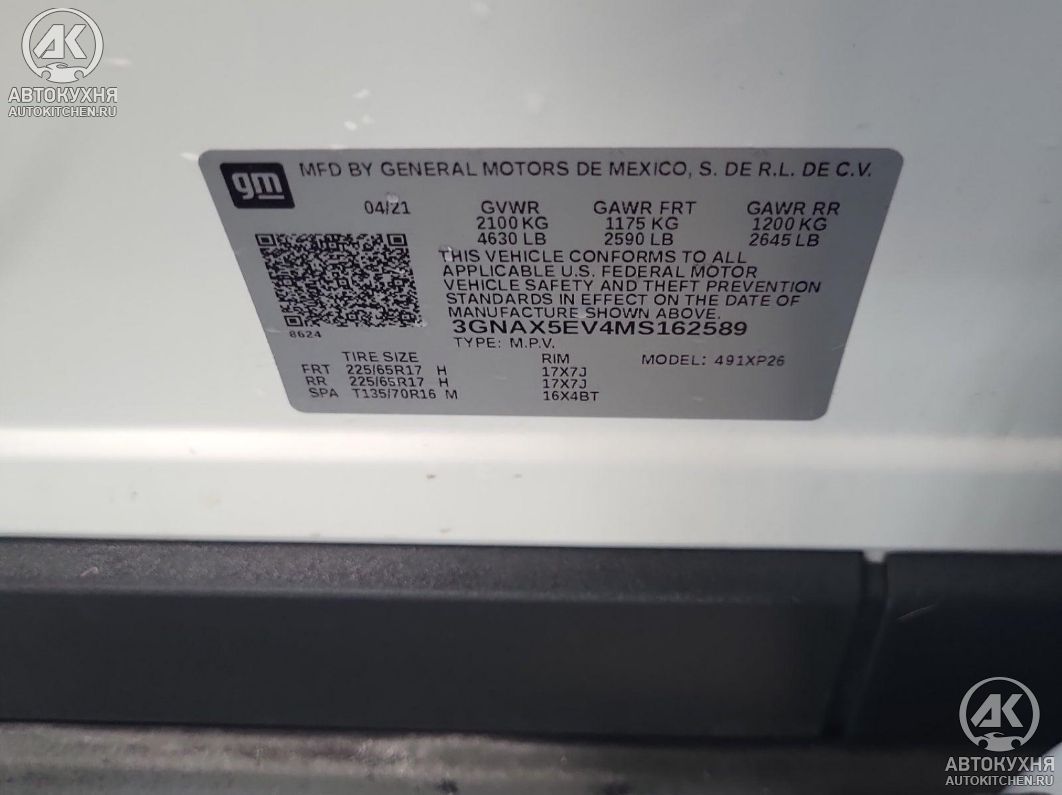 AK
АВТОКУХНЯ
AUTOKITCHEN.RU
gm
MFD BY GENERAL MOTORS DE MEXICO, S. DE R.L. DE C.V.
04/21 GVWR GAWR FRT GAWR RR
2100 KG 1175 KG 1200 KG
4630 LB 2590 LB 2645 LB
THIS VEHICLE CONFORMS TO ALL
APPLICABLE U.S. FEDERAL MOTOR
VEHICLE SAFETY AND THEFT PREVENTION
STANDARDS IN EFFECT ON THE DATE OF
MANUFACTURE SHOWN ABOVE.
8624
3GNAX5EV4MS162589
TYPE: M.P.V.
TIRE SIZE RIM MODEL: 491XP26
FRT 225/65R17 H 17X7J
RR 225/65R17 H 17X7J
SPA T135/70R16 M 16X4BT
AK
АВТОКУХНЯ
AUTOKITCHEN.RU